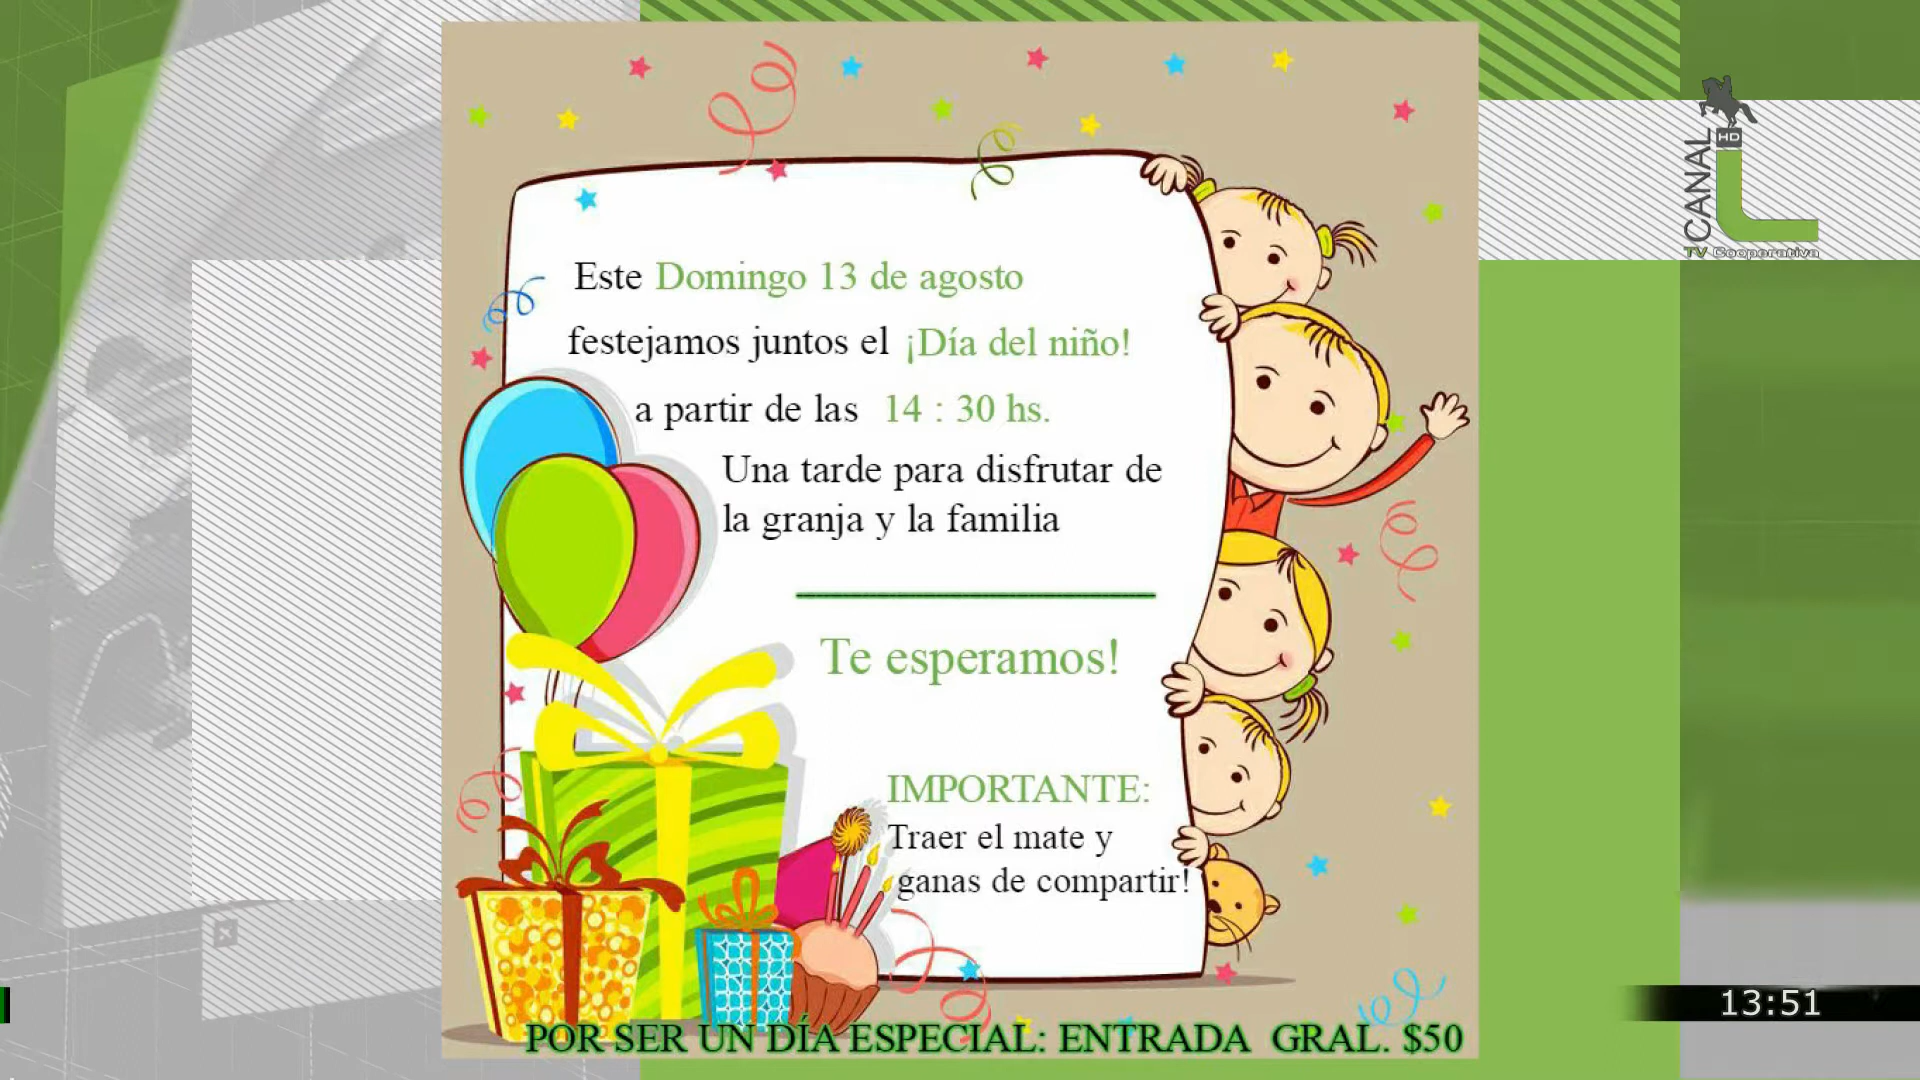 Este Domingo 13 de agosto
festejamos juntos el ¡Día del niño!
a partir de las 14 : 30 hs.
Una tarde para disfrutar de
la granja y la familia
Te esperamos!
IMPORTANTE:
Traer el mate y
ganas de compartir!
POR SER UN DÍA ESPECIAL: ENTRADA GRAL. $50
CANAL
HD
L
TV Cooperativa
13:51